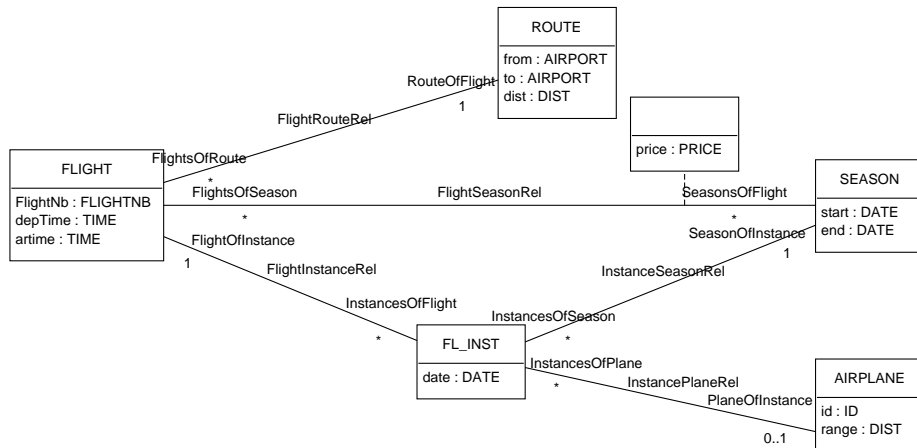 ROUTE
from : AIRPORT
to : AIRPORT
dist : DIST
RouteOfFlight
1
FlightRouteRel
price : PRICE
FlightsOfRoute
*
FLIGHT
FlightNb : FLIGHTNB
depTime : TIME
artime : TIME
FlightsOfSeason
*
FlightSeasonRel
SeasonsOfFlight
*
SEASON
start : DATE
end : DATE
FlightOfInstance
1
SeasonOfInstance
1
FlightInstanceRel
InstanceSeasonRel
InstancesOfFlight
*
InstancesOfSeason
*
FL_INST
date : DATE
InstancesOfPlane
*
InstancePlaneRel
PlaneOfInstance
0..1
AIRPLANE
id : ID
range : DIST